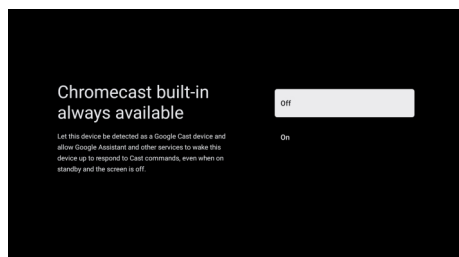 Chromecast built-in
always available
Let this device be detected as a Google Cast device and
allow Google Assistant and other services to wake this
device up to respond to Cast commands, even when on
standby and the screen is off.
Off
On